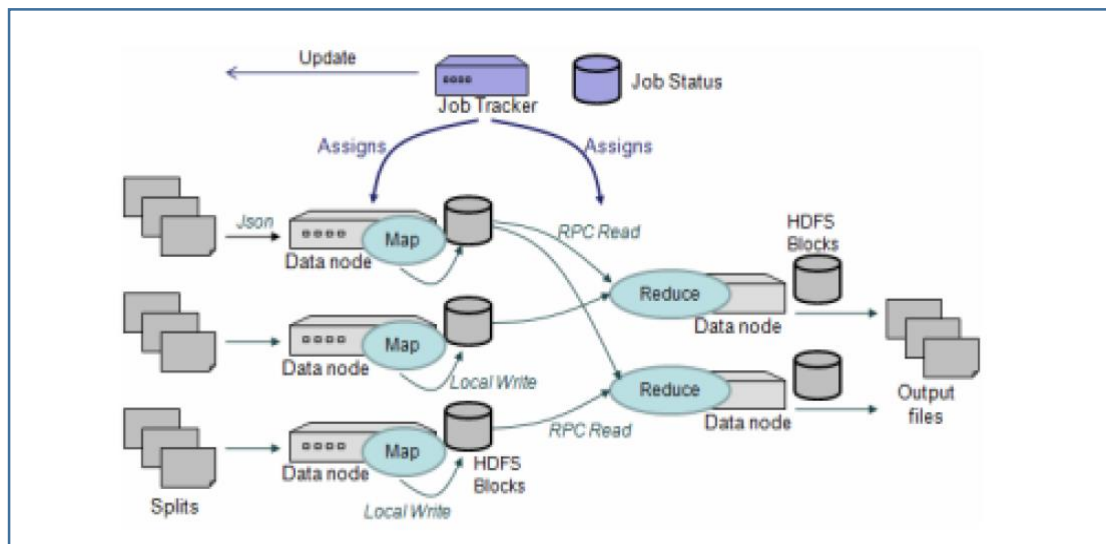 Update
Job Tracker
Job Status
Assigns
Assigns
Json
Map
Data node
RPC Read
HDFS
Blocks
Reduce
Data node
Map
Data node
Local Write
Reduce
Data node
Output
files
RPC Read
Map
Data node
HDFS
Blocks
Splits
Local Write